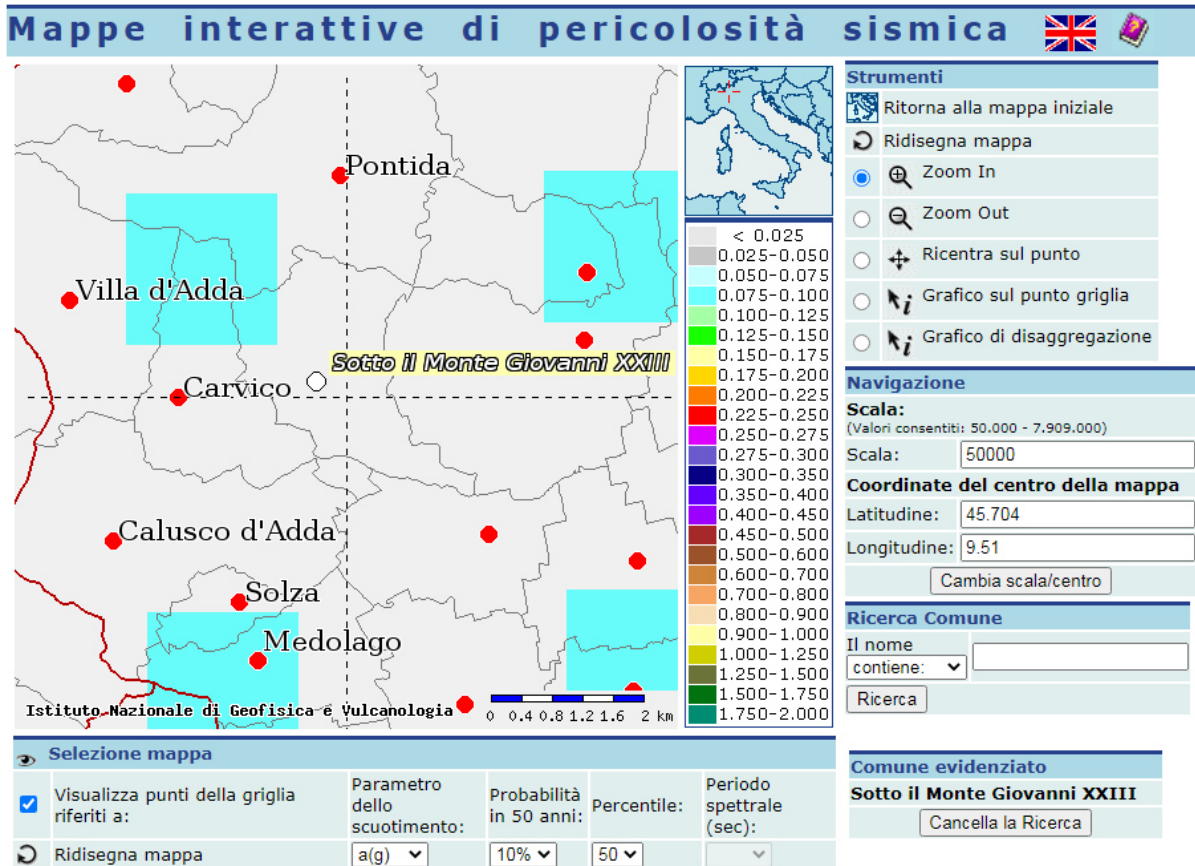 Mappe interattive di pericolosità sismica
Pontida
Villa d'Adda
Sotto il Monte Giovanni XXIII
Carvico
Calusco d'Adda
Solza
Medolago
Istituto Nazionale di Geofisica e Vulcanologia
0 0.4 0.8 1.2 1.6 2 km
< 0.025
0.025-0.050
0.050-0.075
0.075-0.100
0.100-0.125
0.125-0.150
0.150-0.175
0.175-0.200
0.200-0.225
0.225-0.250
0.250-0.275
0.275-0.300
0.300-0.350
0.350-0.400
0.400-0.450
0.450-0.500
0.500-0.600
0.600-0.700
0.700-0.800
0.800-0.900
0.900-1.000
1.000-1.250
1.250-1.500
1.500-1.750
1.750-2.000
Strumenti
Ritorna alla mappa iniziale
Ridisegna mappa
Zoom In
Zoom Out
Ricentra sul punto
Grafico sul punto griglia
Grafico di disaggregazione
Navigazione
Scala:
(Valori consentiti: 50.000 - 7.909.000)
Scala: 50000
Coordinate del centro della mappa
Latitudine: 45.704
Longitudine: 9.51
Cambia scala/centro
Ricerca Comune
Il nome
contiene:
Ricerca
Selezione mappa
Visualizza punti della griglia
riferiti a:
Parametro
dello
scuotimento:
Probabilità
in 50 anni:
Percentile:
Periodo
spettrale
(sec):
Ridisegna mappa
a(g) 10% 50
Comune evidenziato
Sotto il Monte Giovanni XXIII
Cancella la Ricerca